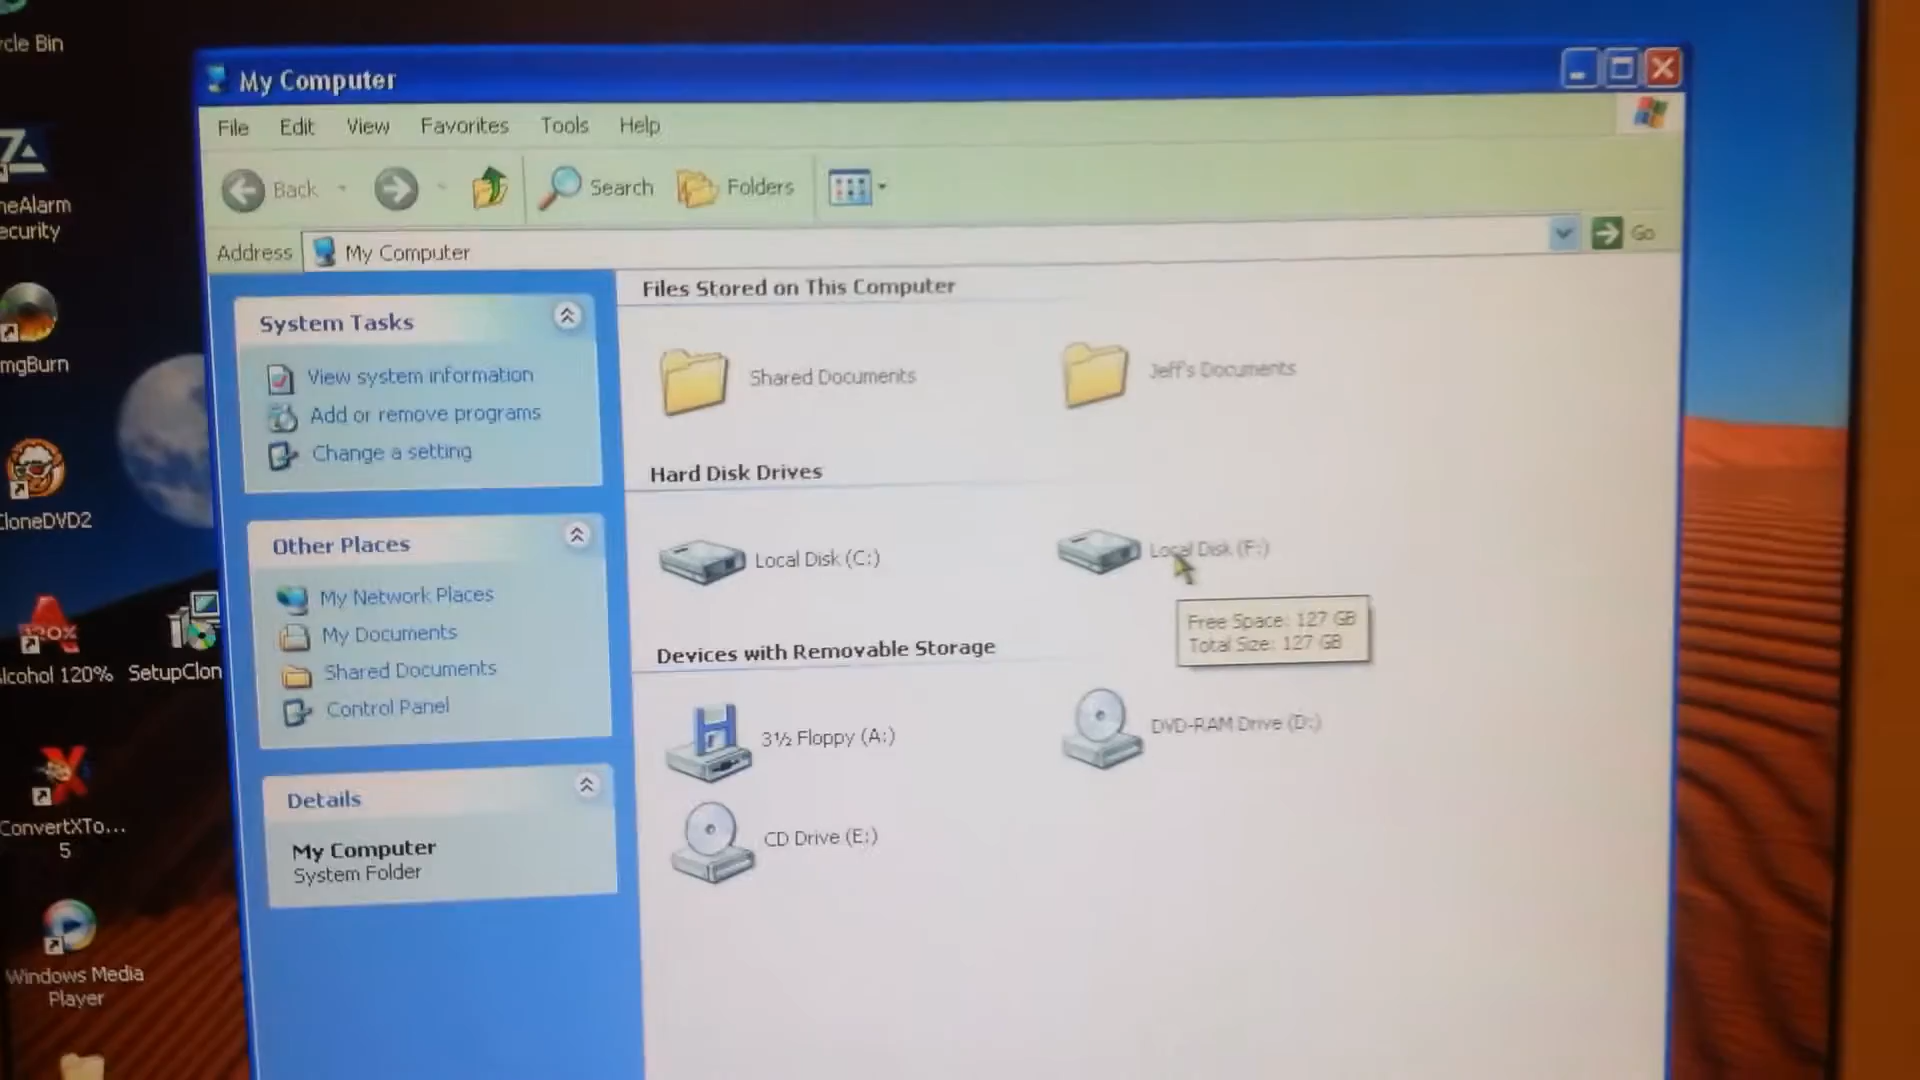 cle Bin
My Computer
File Edit View Favorites Tools Help
Back Search Folders
Address My Computer Go
neAlarm
ecurity
mgBurn
CloneDVD2
lcohol 120%
SetupClon
ConvertXTo...
5
Windows Media
Player
System Tasks
View system information
Add or remove programs
Change a setting
Other Places
My Network Places
My Documents
Shared Documents
Control Panel
Details
My Computer
System Folder
Files Stored on This Computer
Shared Documents
Jeff's Documents
Hard Disk Drives
Local Disk (C:)
Local Disk (F:)
Free Space: 127 GB
Total Size: 127 GB
Devices with Removable Storage
3½ Floppy (A:)
DVD-RAM Drive (D:)
CD Drive (E:)